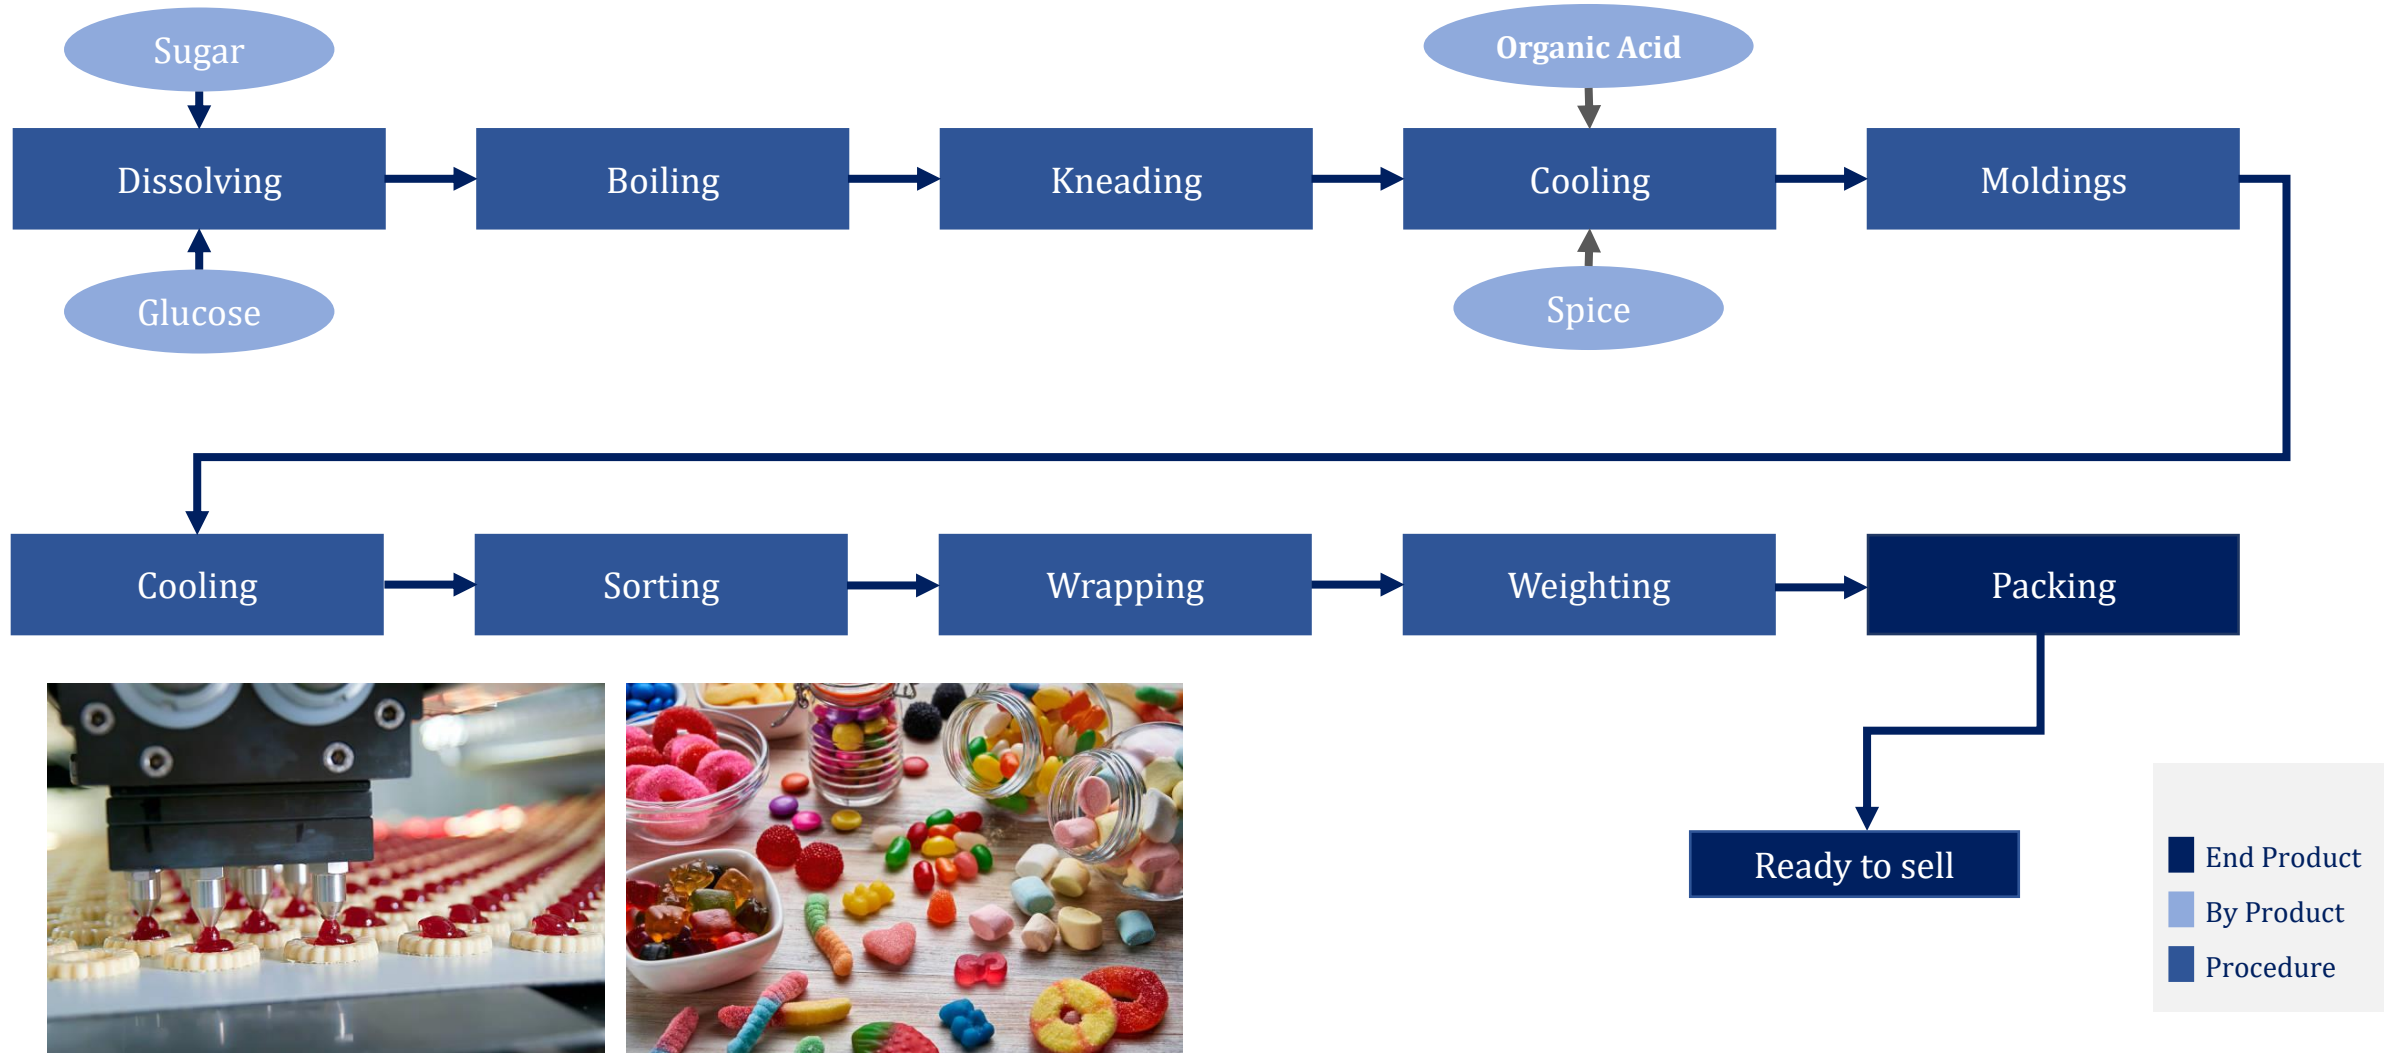 Sugar
Organic Acid
Dissolving
Boiling
Kneading
Cooling
Moldings
Glucose
Spice
Cooling
Sorting
Wrapping
Weighting
Packing
Ready to sell
End Product
By Product
Procedure